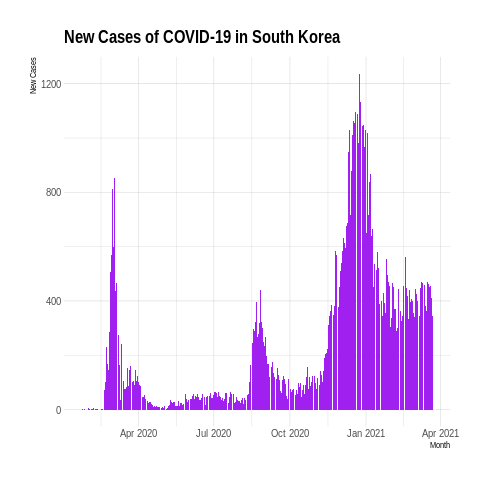 New Cases of COVID-19 in South Korea
New Cases
1200
800
400
0
Apr 2020
Jul 2020
Oct 2020
Jan 2021
Apr 2021
Month